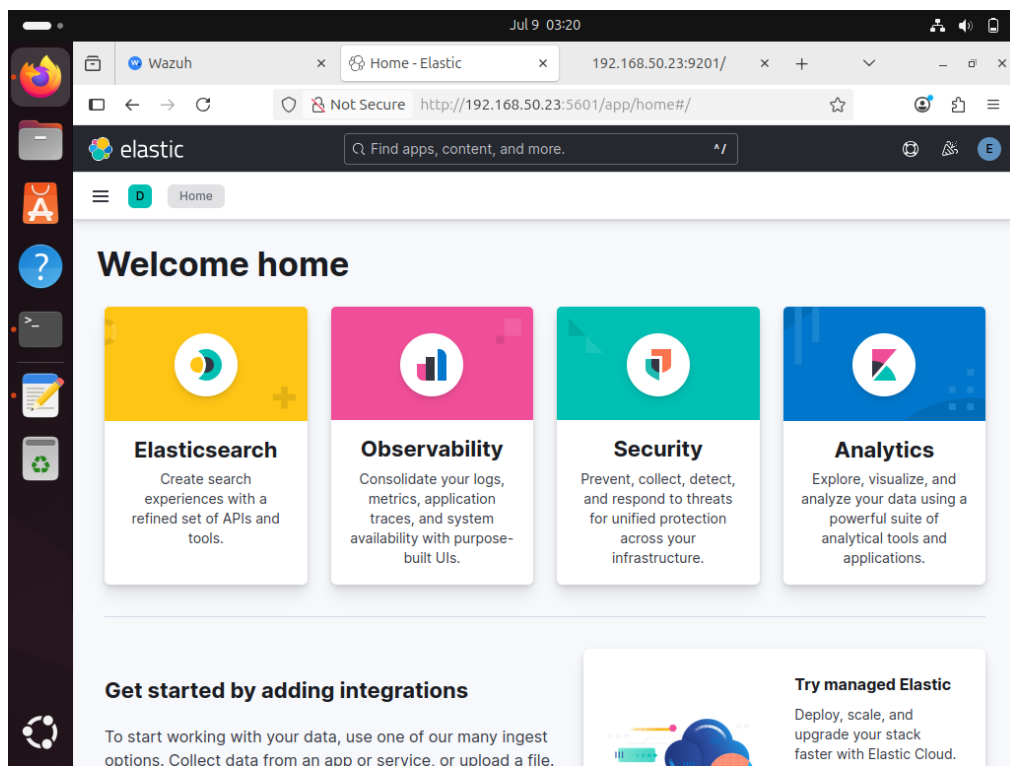 Jul 9 03:20
Wazuh
Home - Elastic
192.168.50.23:9201/
Not Secure http://192.168.50.23:5601/app/home#/
elastic
Find apps, content, and more.
^/
E
D
Home
Welcome home
Elasticsearch
Create search
experiences with a
refined set of APIs and
tools.
Observability
Consolidate your logs,
metrics, application
traces, and system
availability with purpose-
built UIs.
Security
Prevent, collect, detect,
and respond to threats
for unified protection
across your
infrastructure.
Analytics
Explore, visualize, and
analyze your data using a
powerful suite of
analytical tools and
applications.
Get started by adding integrations
To start working with your data, use one of our many ingest
options. Collect data from an app or service, or upload a file.
Try managed Elastic
Deploy, scale, and
upgrade your stack
faster with Elastic Cloud.